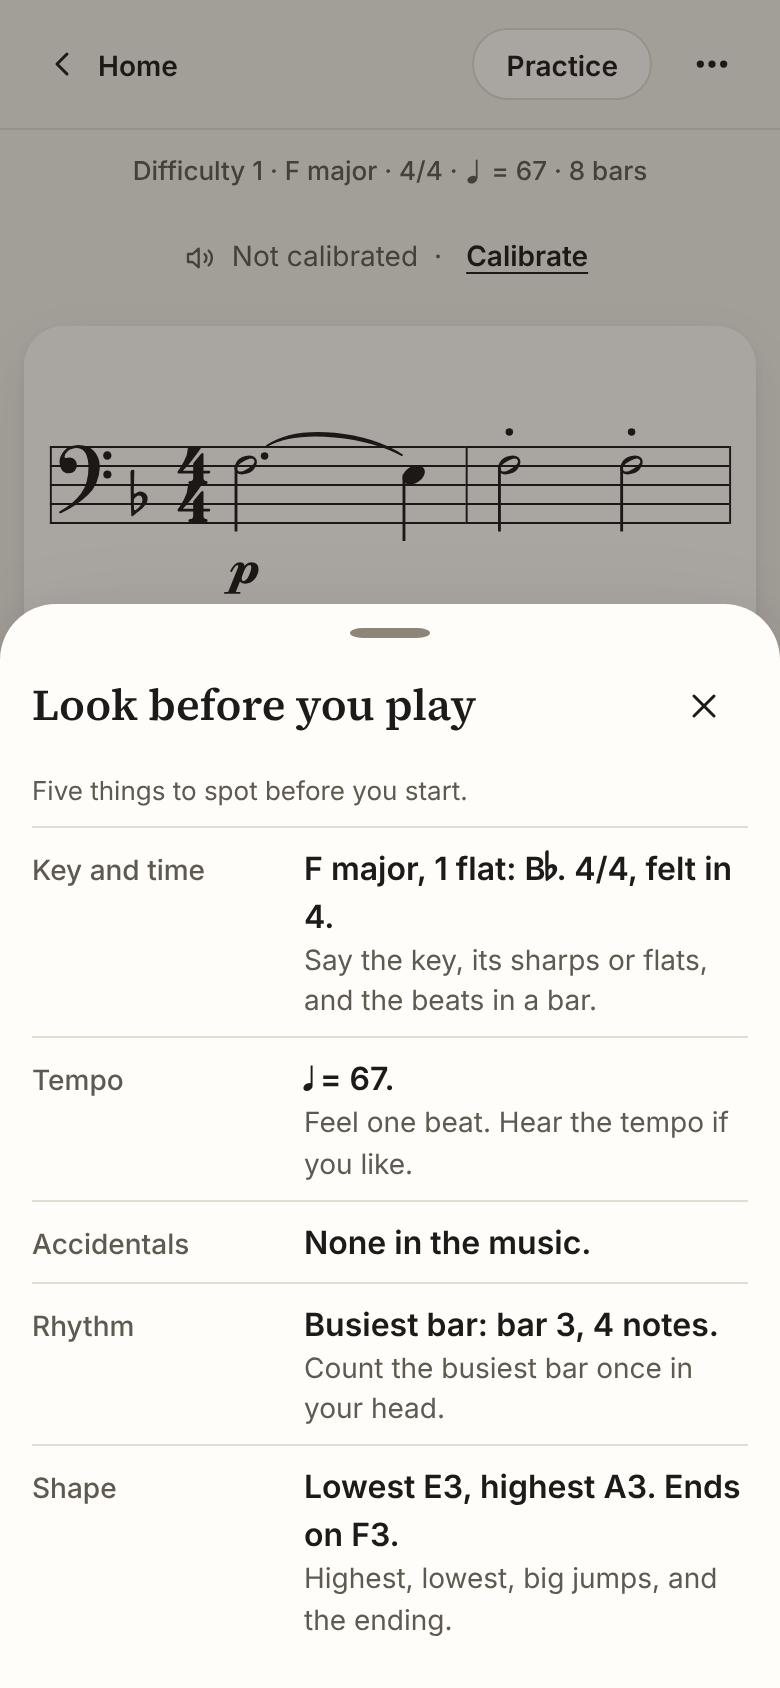 Home
Practice
Difficulty 1 · F major · 4/4 · ♩ = 67 · 8 bars
Not calibrated · Calibrate
4
4
p
Look before you play
Five things to spot before you start.
Key and time
F major, 1 flat: B♭. 4/4, felt in
4.
Say the key, its sharps or flats,
and the beats in a bar.
Tempo
♩ = 67.
Feel one beat. Hear the tempo if
you like.
Accidentals
None in the music.
Rhythm
Busiest bar: bar 3, 4 notes.
Count the busiest bar once in
your head.
Shape
Lowest E3, highest A3. Ends
on F3.
Highest, lowest, big jumps, and
the ending.